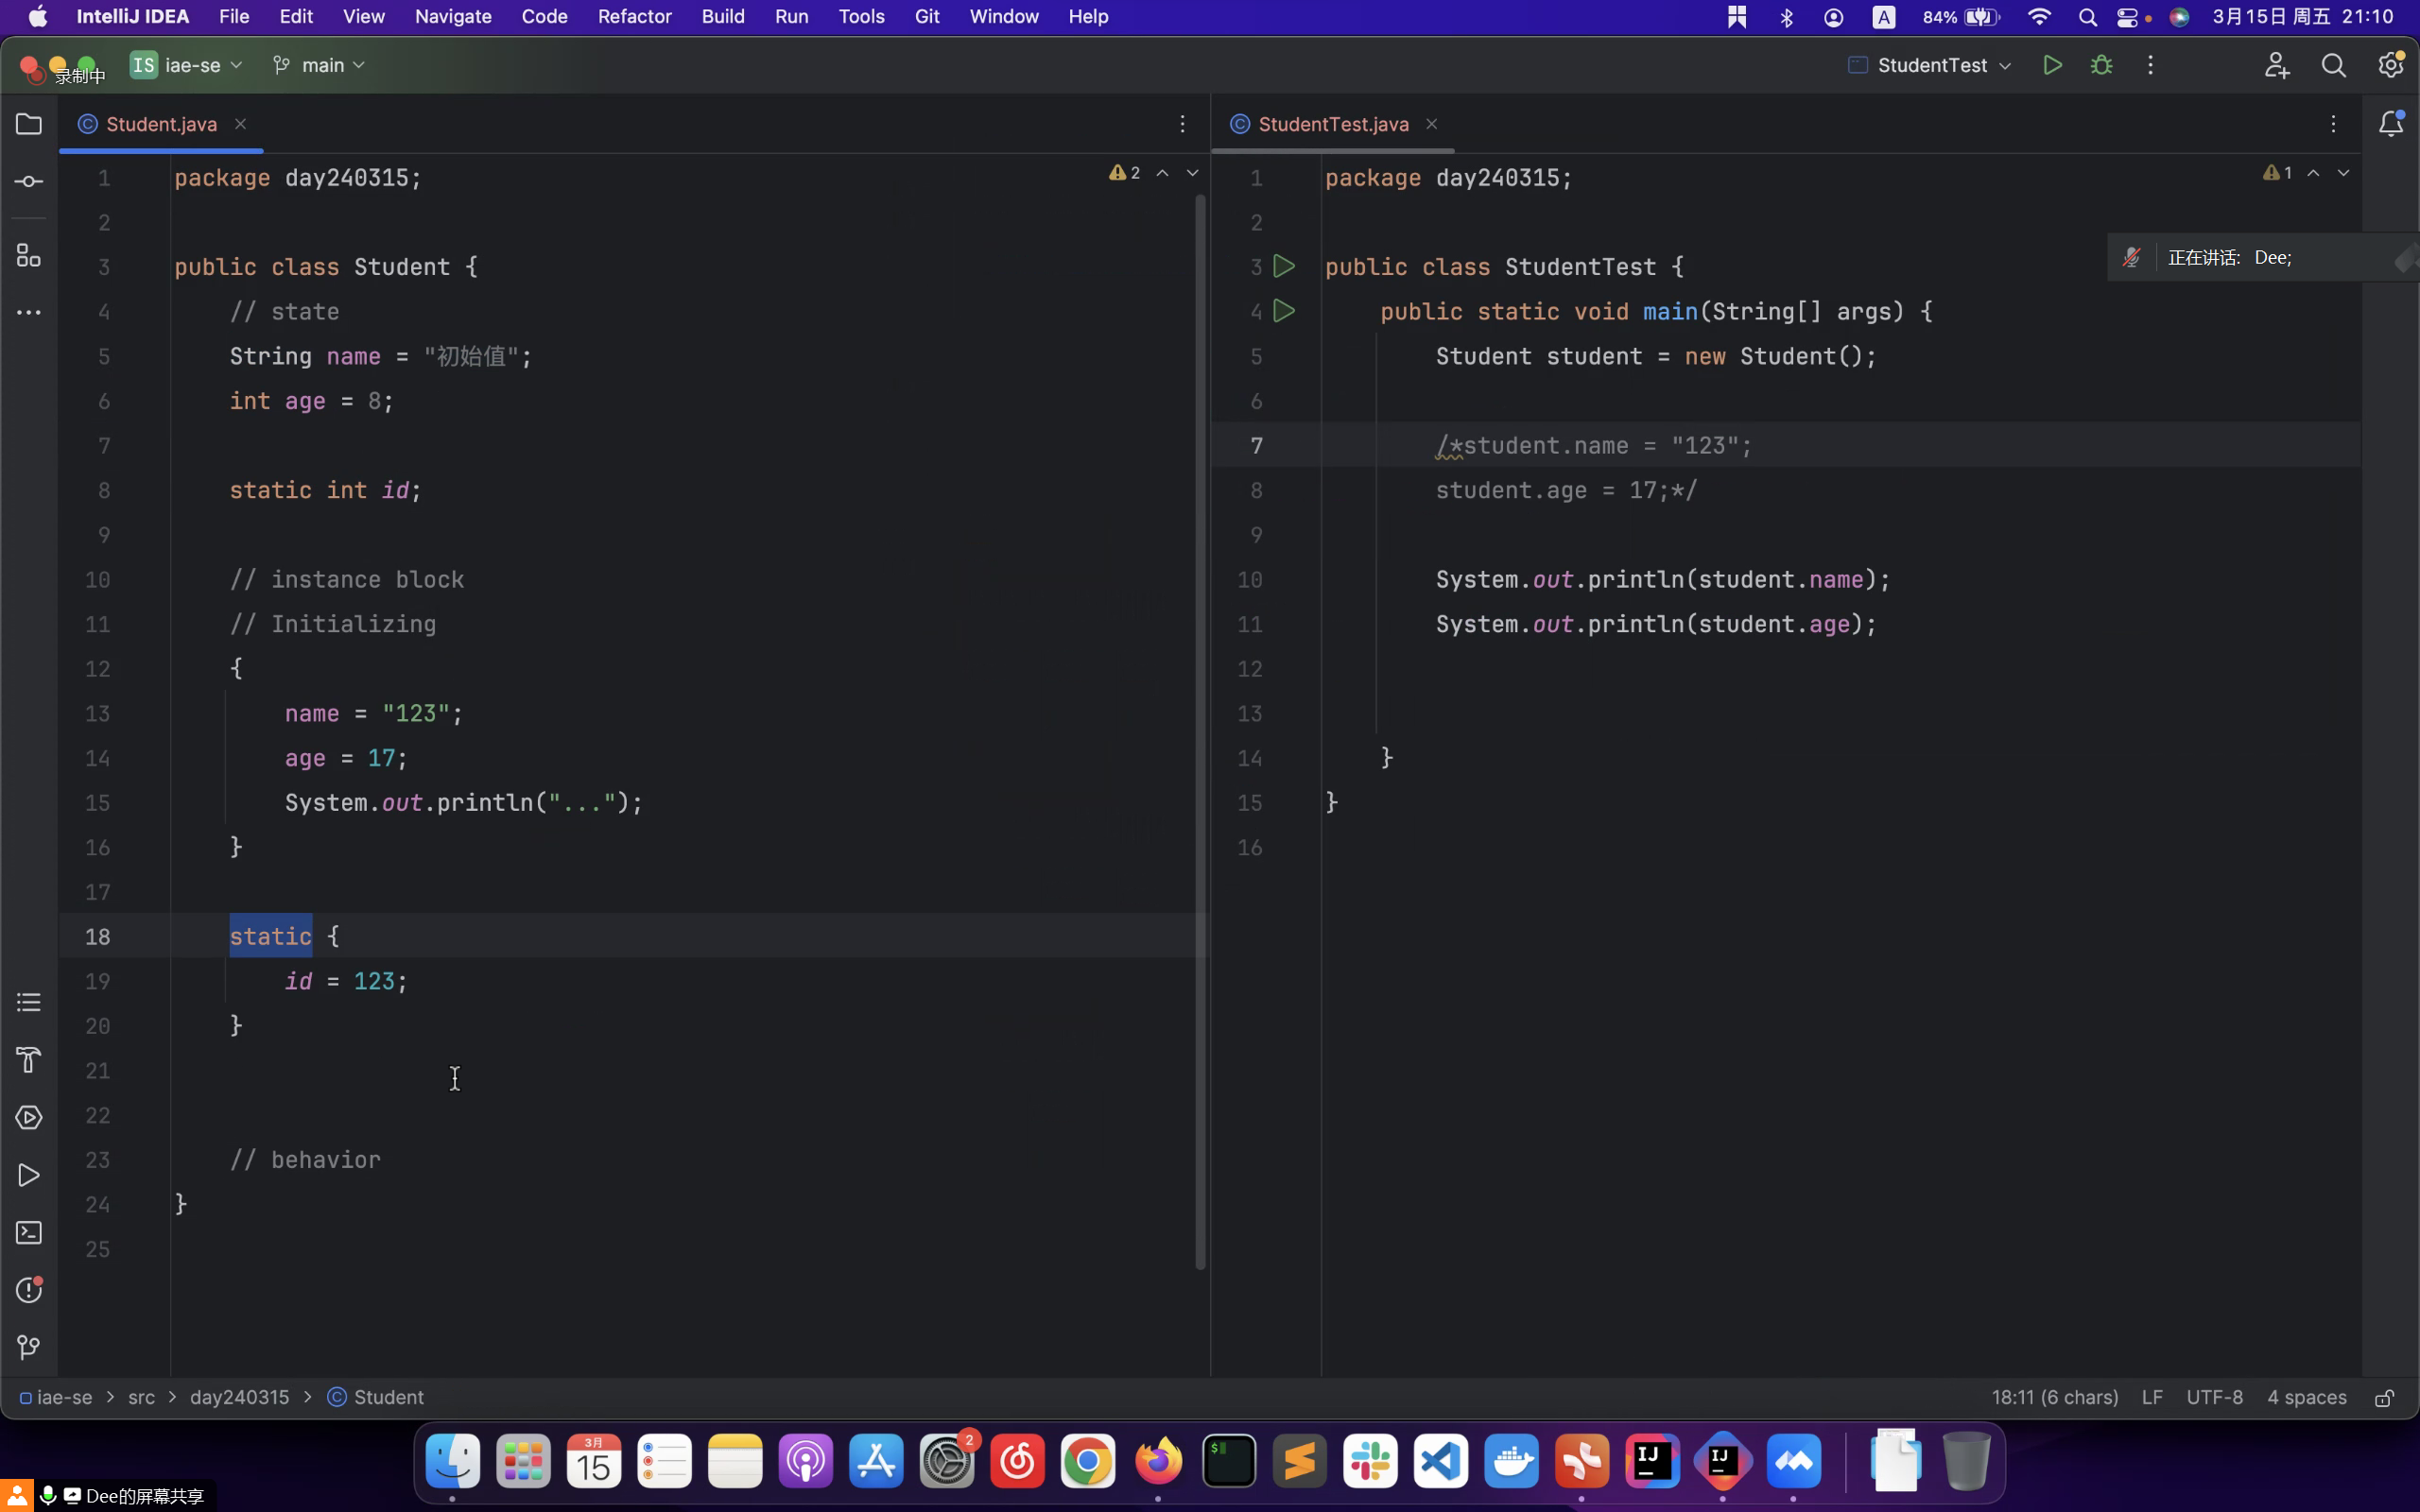 IntelliJ IDEA File Edit View Navigate Code Refactor Build Run Tools Git Window Help A 84% 3月15日 周五 21:10
录制中 IS iae-se main StudentTest
Student.java
package day240315;
public class Student {
// state
String name = "初始值";
int age = 8;
static int id;
// instance block
// Initializing
{
name = "123";
age = 17;
System.out.println("...");
}
static {
id = 123;
}
// behavior
}
1
2
3
4
5
6
7
8
9
10
11
12
13
14
15
16
17
18
19
20
21
22
23
24
25
2
StudentTest.java
package day240315;
public class StudentTest {
public static void main(String[] args) {
Student student = new Student();
/*student.name = "123";
student.age = 17;*/
System.out.println(student.name);
System.out.println(student.age);
}
}
1
2
3
4
5
6
7
8
9
10
11
12
13
14
15
16
1
正在讲话: Dee;
iae-se > src > day240315 > Student
18:11 (6 chars) LF UTF-8 4 spaces
3月
15
2
$
IJ
IJ
Dee的屏幕共享